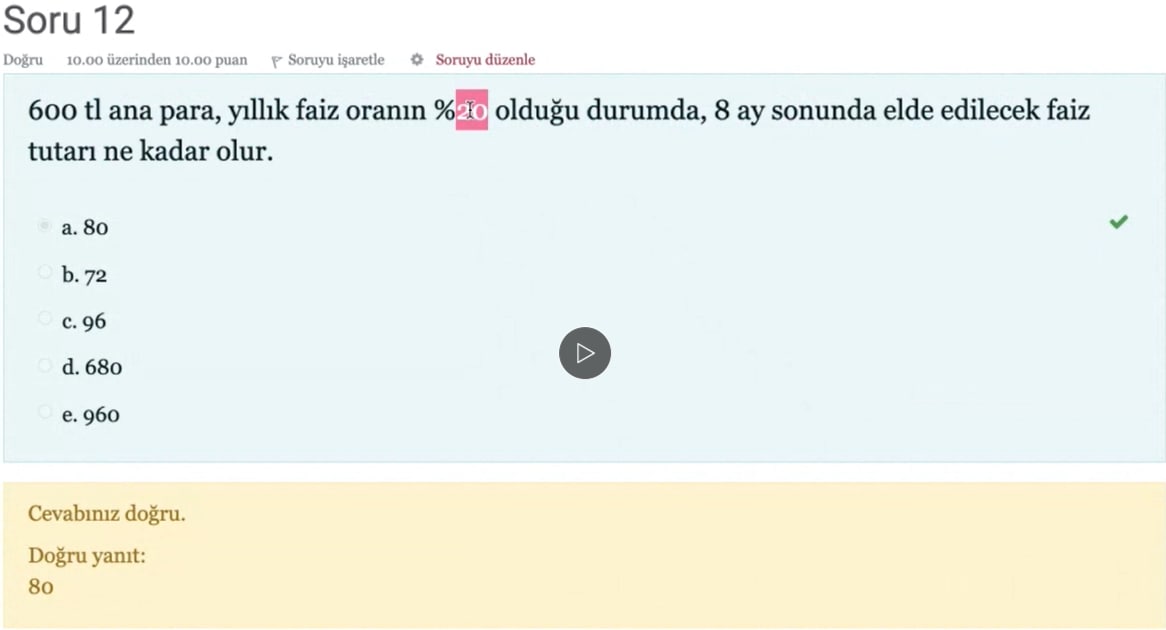 Soru 12
Doğru 10.00 üzerinden 10.00 puan Soruyu işaretle Soruyu düzenle
600 tl ana para, yıllık faiz oranın %20 olduğu durumda, 8 ay sonunda elde edilecek faiz
tutarı ne kadar olur.
a. 80
b. 72
c. 96
d. 680
e. 960
Cevabınız doğru.
Doğru yanıt:
80